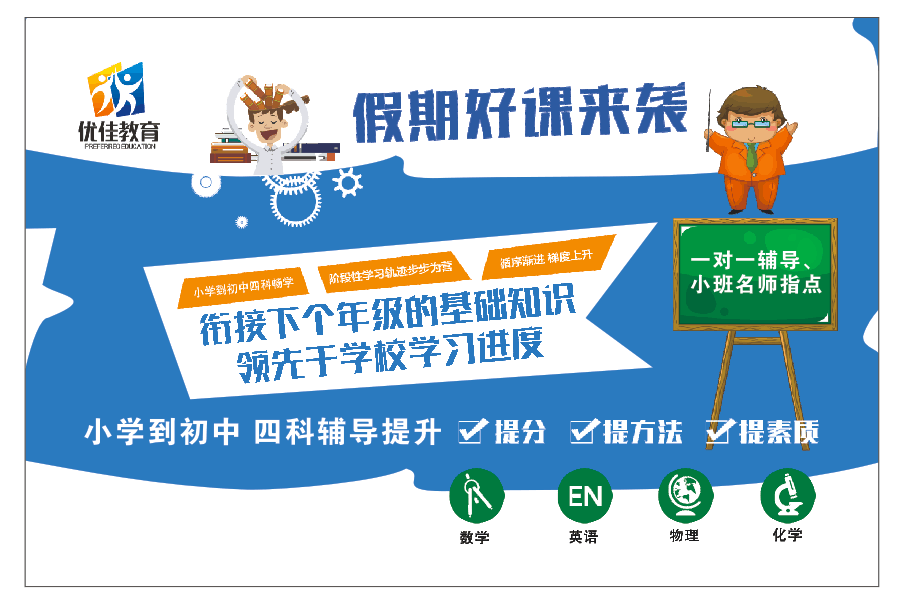 优佳教育
PREFERREDEDUCATION
假期好课来袭
一对一辅导、
小班名师指点
小学到初中四科畅学
阶段性学习轨迹步步为营
循序渐进 梯度上升
衔接下个年级的基础知识
领先于学校学习进度
小学到初中 四科辅导提升 提分 提方法 提素质
EN
数学 英语 物理 化学